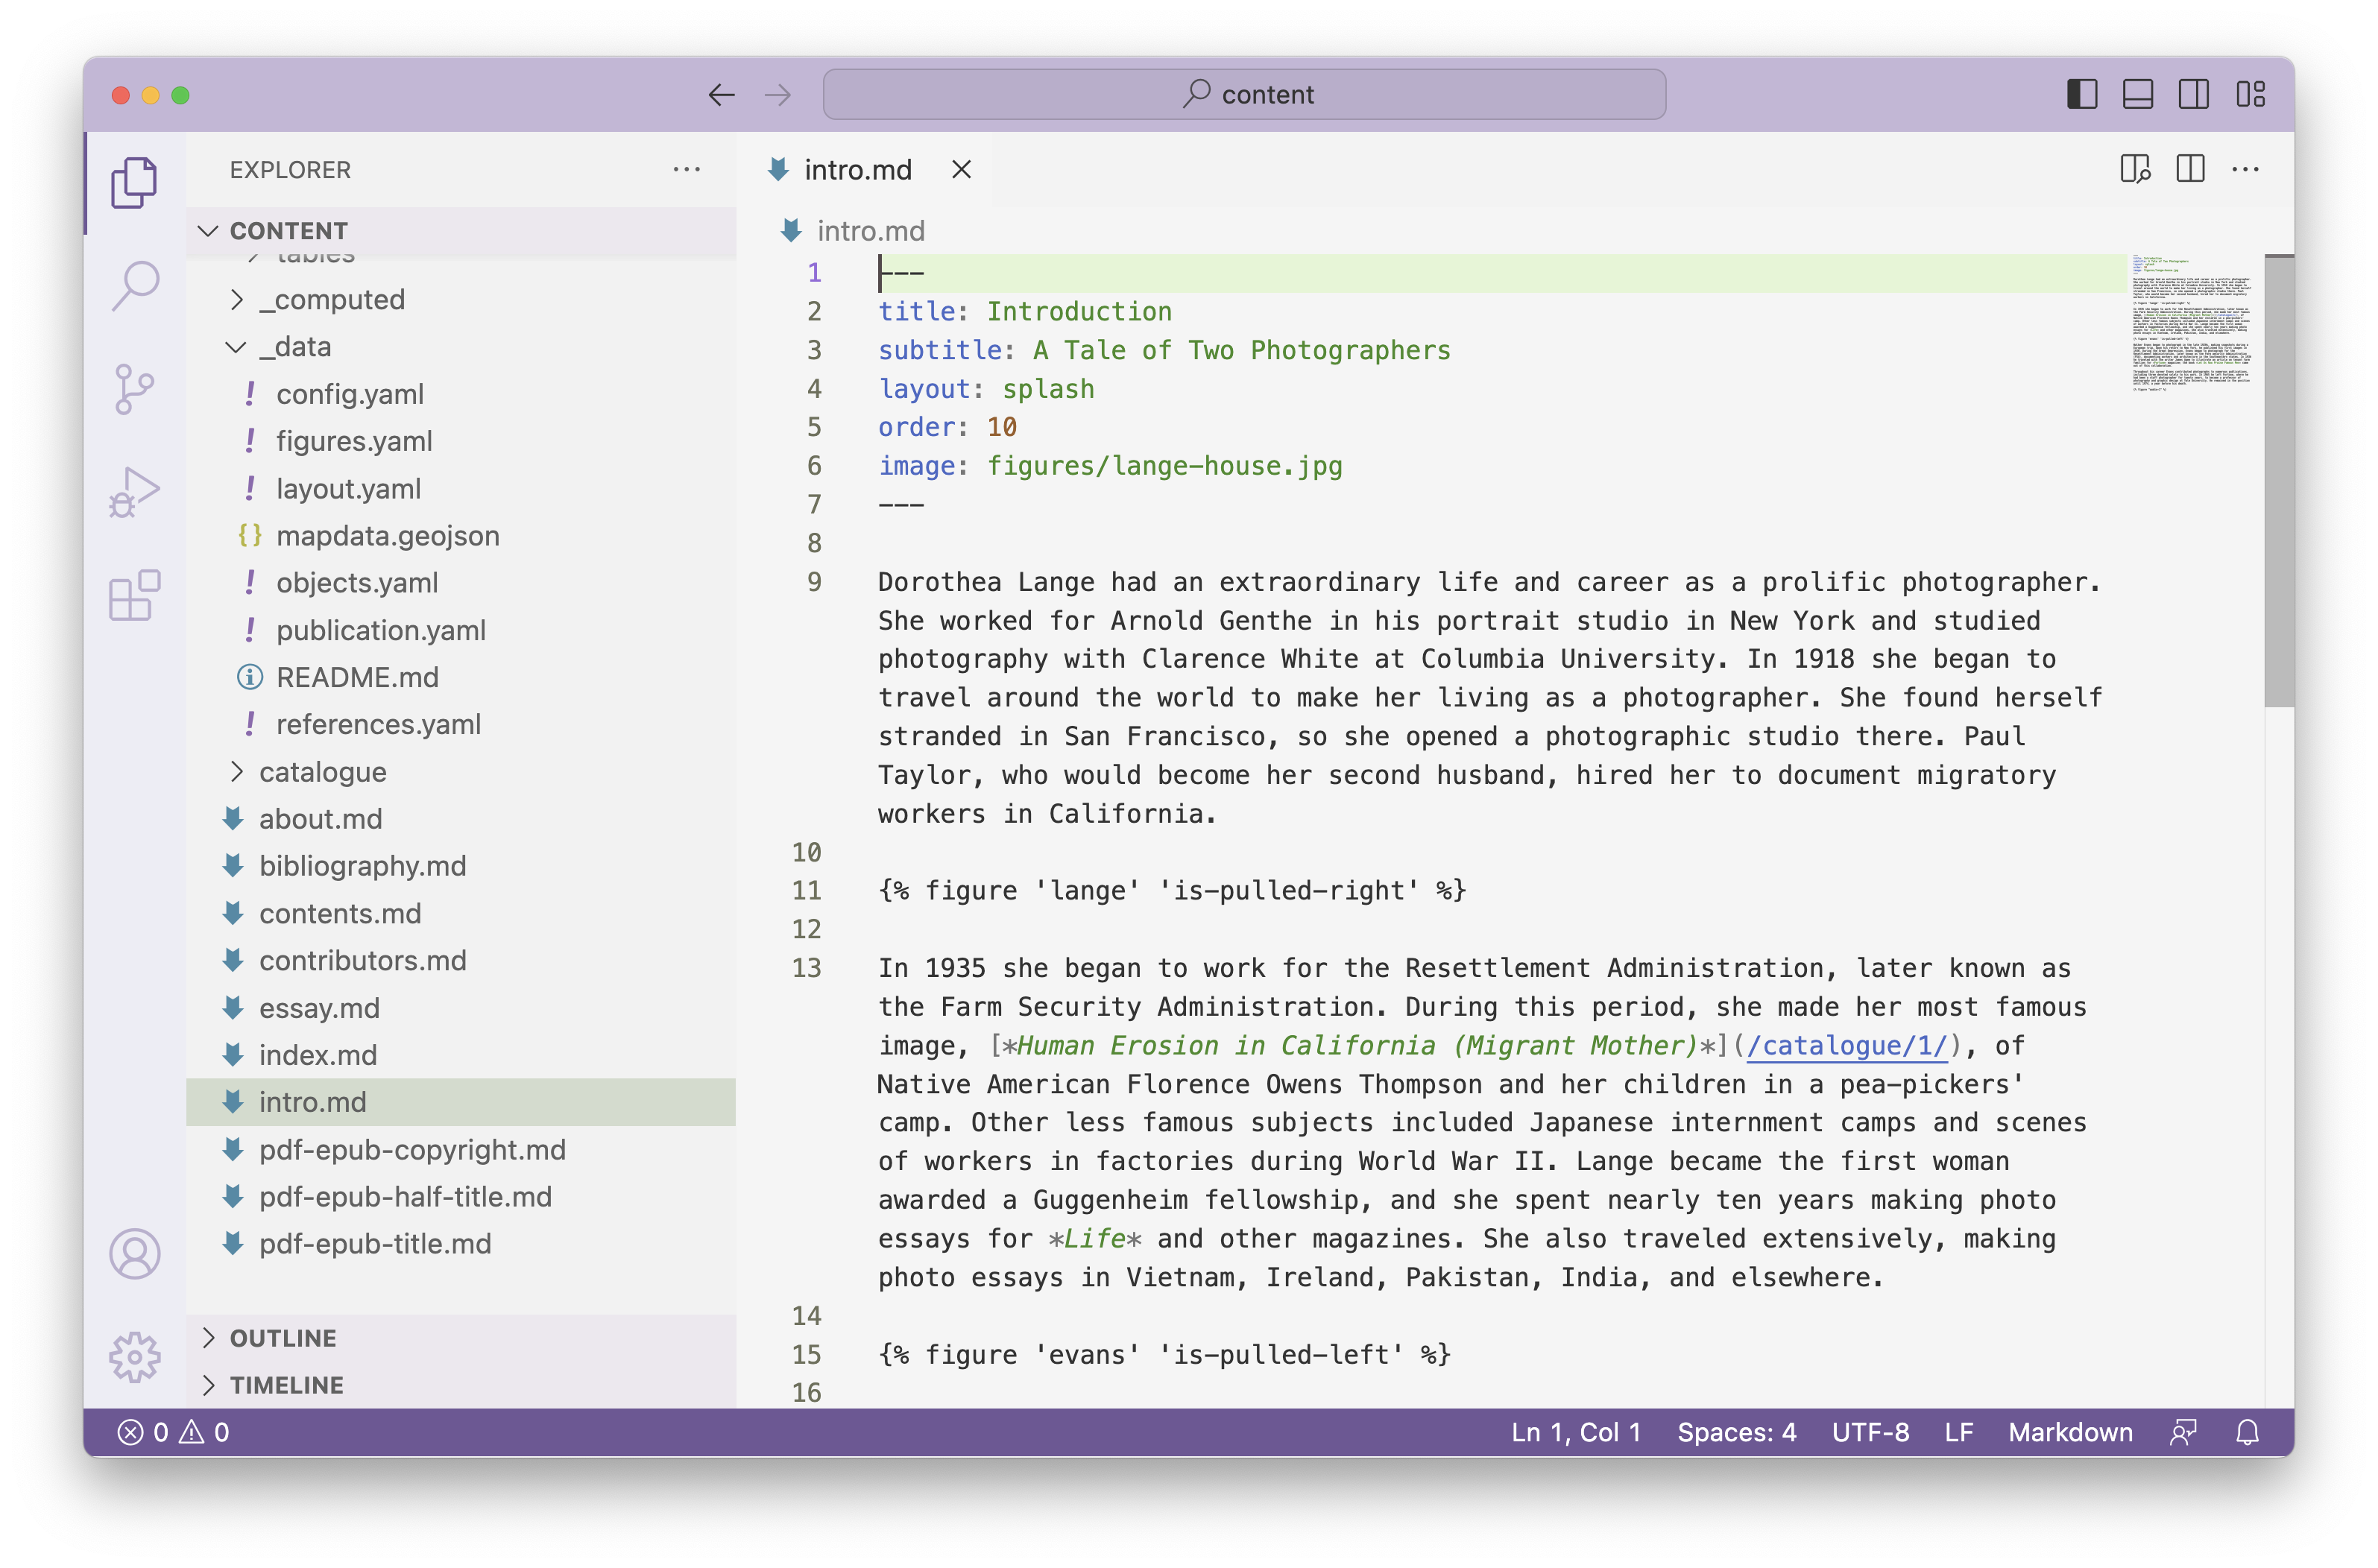 content
EXPLORER
CONTENT
tables
_computed
_data
config.yaml
figures.yaml
layout.yaml
mapdata.geojson
objects.yaml
publication.yaml
README.md
references.yaml
catalogue
about.md
bibliography.md
contents.md
contributors.md
essay.md
index.md
intro.md
pdf-epub-copyright.md
pdf-epub-half-title.md
pdf-epub-title.md
OUTLINE
TIMELINE
intro.md
intro.md
1 ---
2 title: Introduction
3 subtitle: A Tale of Two Photographers
4 layout: splash
5 order: 10
6 image: figures/lange-house.jpg
7 ---
8
9 Dorothea Lange had an extraordinary life and career as a prolific photographer.
She worked for Arnold Genthe in his portrait studio in New York and studied
photography with Clarence White at Columbia University. In 1918 she began to
travel around the world to make her living as a photographer. She found herself
stranded in San Francisco, so she opened a photographic studio there. Paul
Taylor, who would become her second husband, hired her to document migratory
workers in California.
10
11 {% figure 'lange' 'is-pulled-right' %}
12
13 In 1935 she began to work for the Resettlement Administration, later known as
the Farm Security Administration. During this period, she made her most famous
image, [*Human Erosion in California (Migrant Mother)*](/catalogue/1/), of
Native American Florence Owens Thompson and her children in a pea-pickers'
camp. Other less famous subjects included Japanese internment camps and scenes
of workers in factories during World War II. Lange became the first woman
awarded a Guggenheim fellowship, and she spent nearly ten years making photo
essays for *Life* and other magazines. She also traveled extensively, making
photo essays in Vietnam, Ireland, Pakistan, India, and elsewhere.
14
15 {% figure 'evans' 'is-pulled-left' %}
16
0 0
Ln 1, Col 1 Spaces: 4 UTF-8 LF Markdown